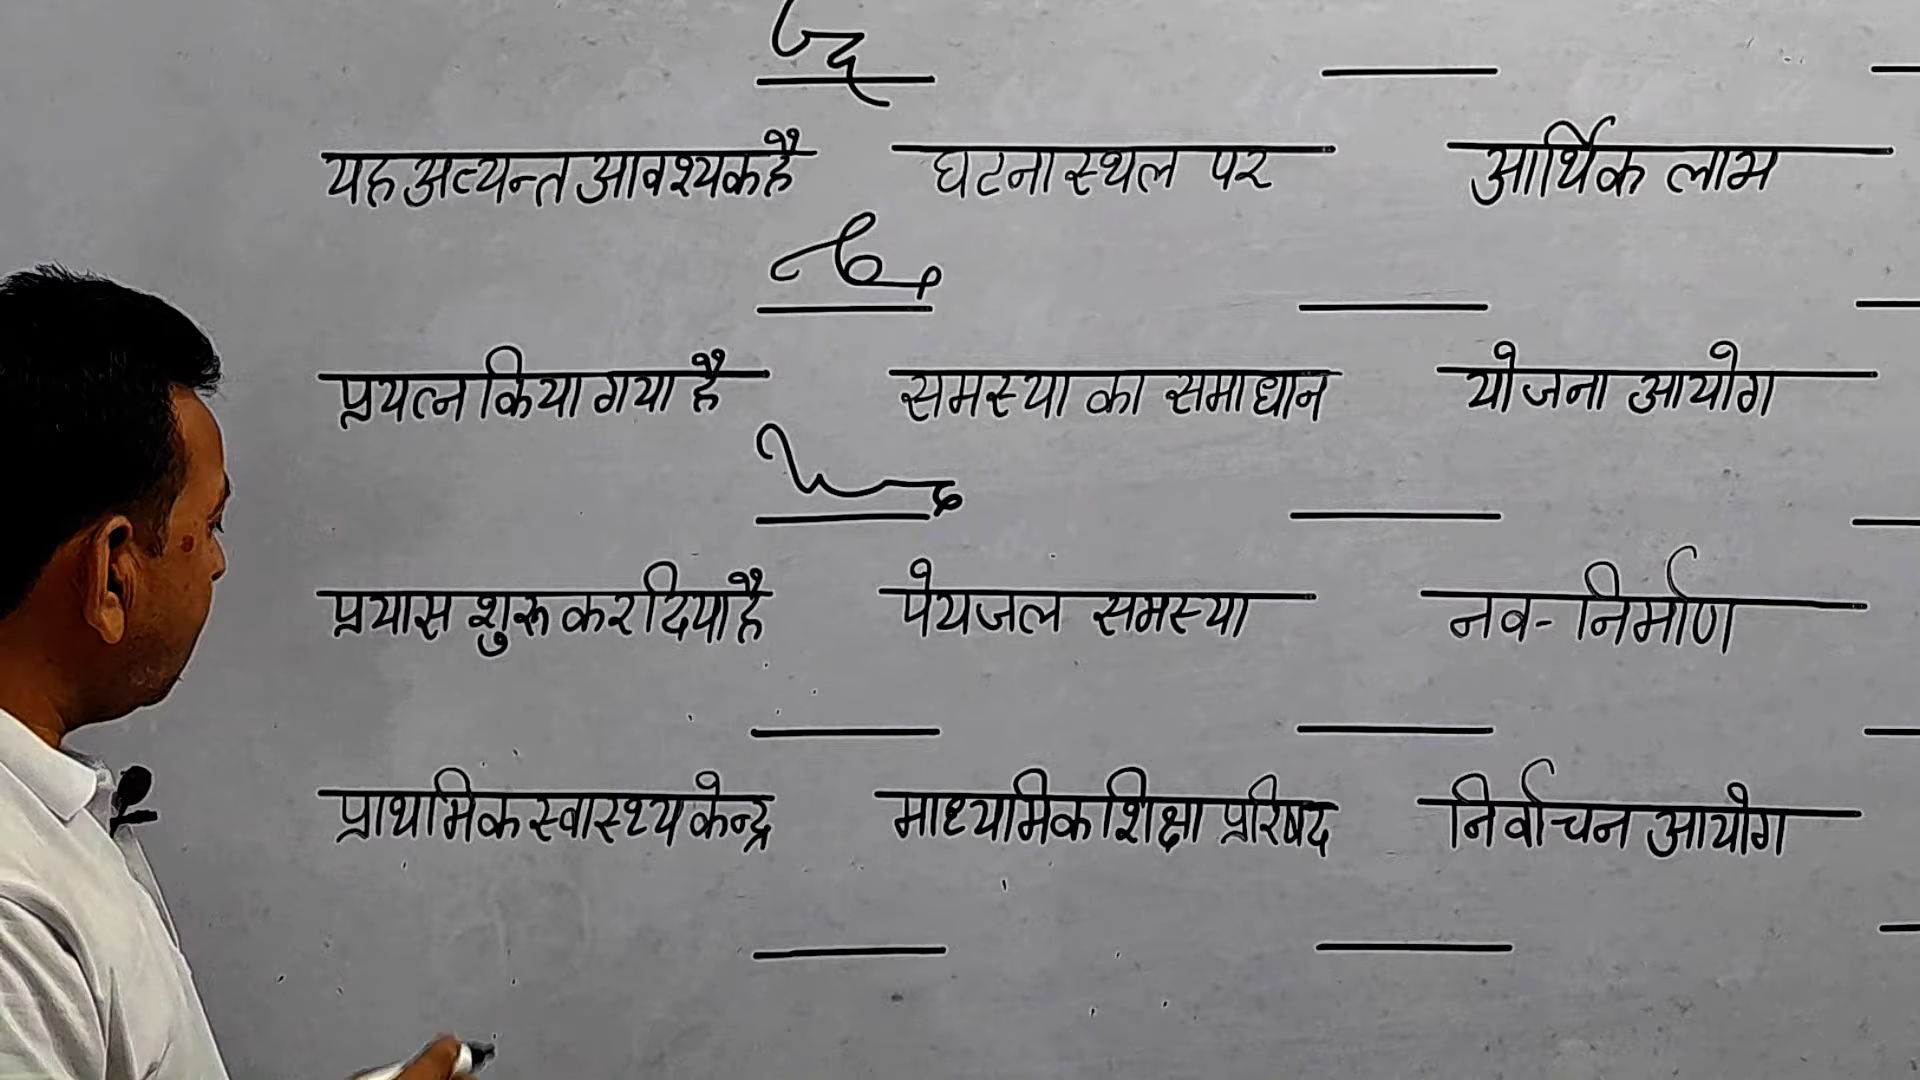 यह अत्यन्त आवश्यक है घटना स्थल पर आर्थिक लाभ
प्रयत्न किया गया है समस्या का समाधान योजना आयोग
प्रयास शुरू कर दिया है पेयजल समस्या नव-निर्माण
प्राथमिक स्वास्थ्य केन्द्र माध्यमिक शिक्षा परिषद निर्वाचन आयोग